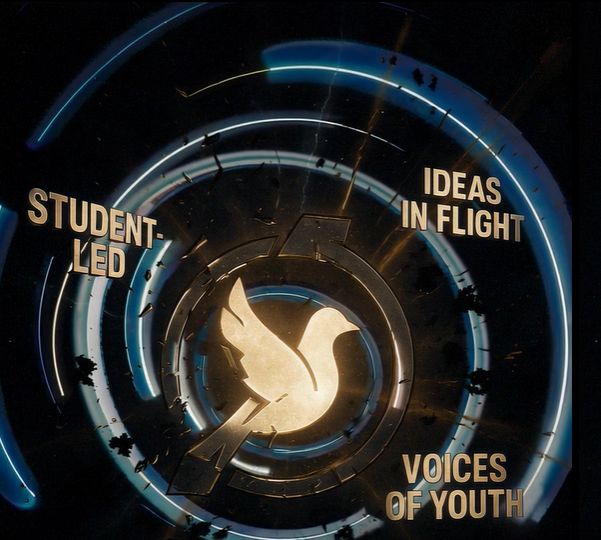 STUDENT-
LED
IDEAS
IN FLIGHT
VOICES
OF YOUTH